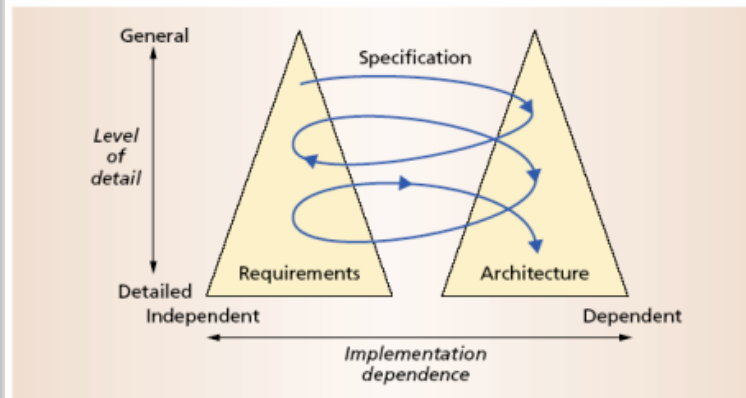 General
Specification
Level
of
detail
Requirements
Architecture
Detailed
Independent
Dependent
Implementation
dependence